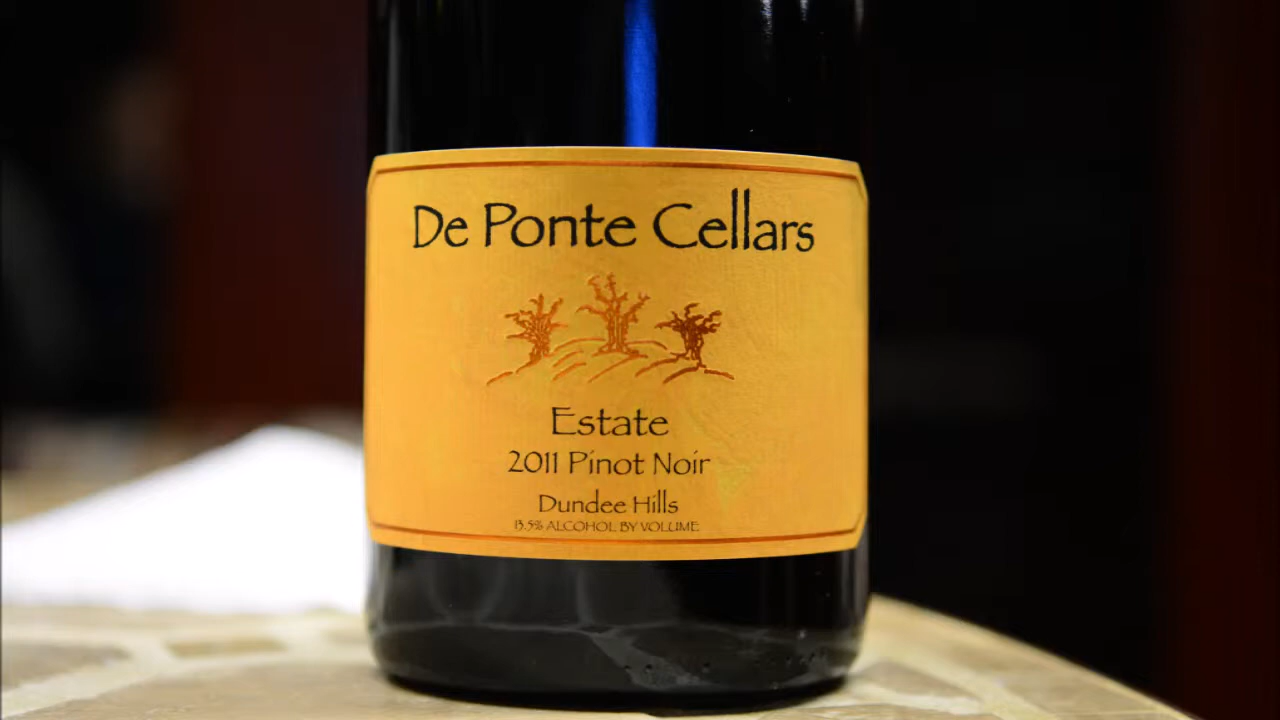 De Ponte Cellars
Estate
2011 Pinot Noir
Dundee Hills
13.5% ALCOHOL BY VOLUME